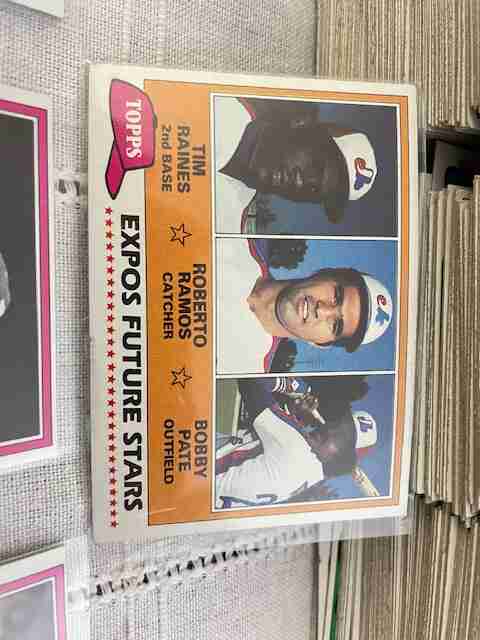 TOPPS
TIM
RAINES
2nd BASE
ROBERTO
RAMOS
CATCHER
BOBBY
PATE
OUTFIELD
EXPOS FUTURE STARS